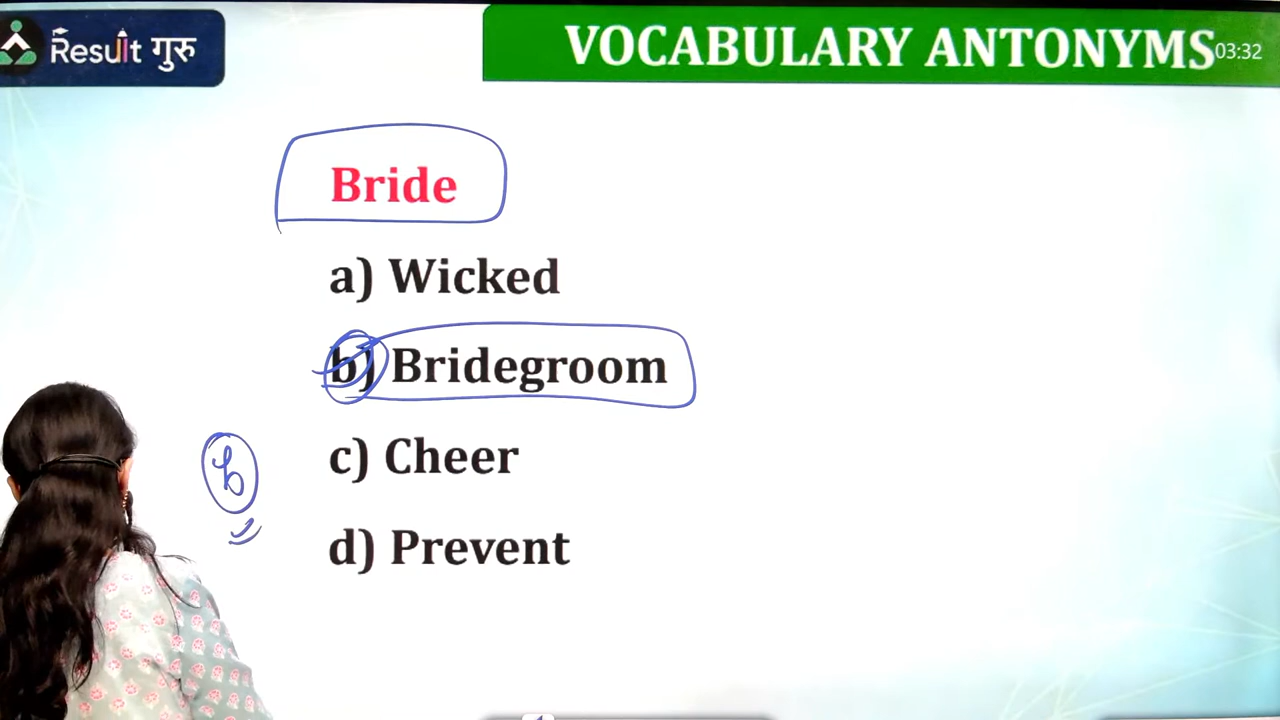 Result गुरु
VOCABULARY ANTONYMS
03:32
Bride
a) Wicked
b) Bridegroom
b
c) Cheer
d) Prevent